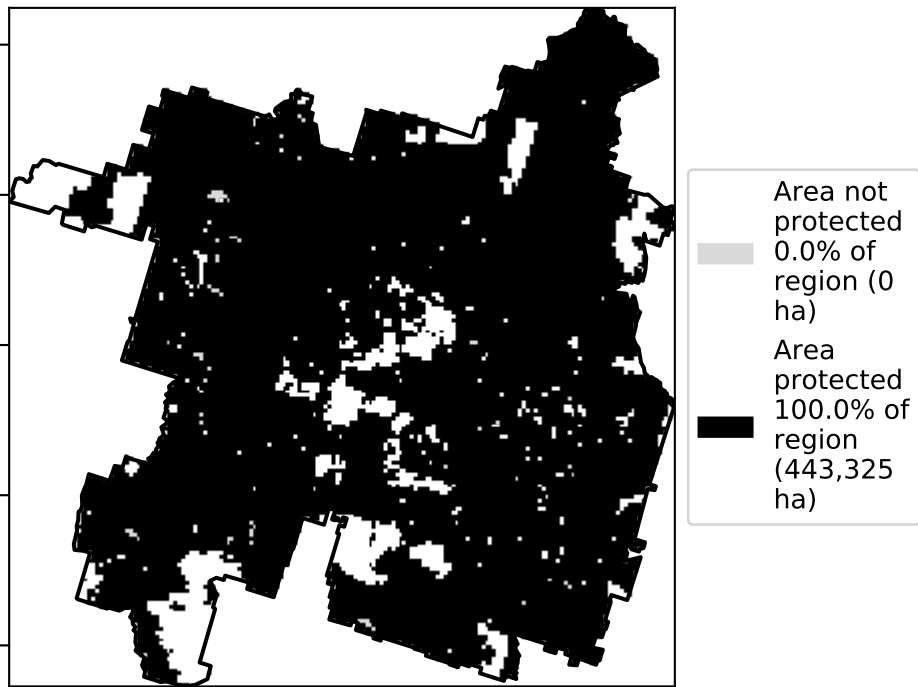 Area not
protected
0.0% of
region (0
ha)
Area
protected
100.0% of
region
(443,325
ha)